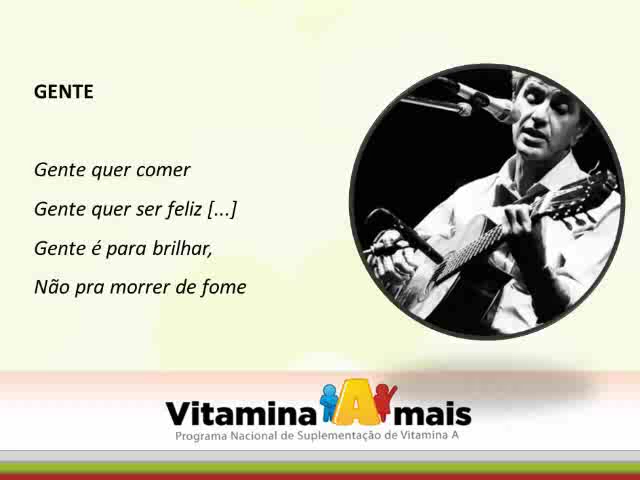 GENTE
Gente quer comer
Gente quer ser feliz [...]
Gente é para brilhar,
Não pra morrer de fome
Vitamina A mais
Programa Nacional de Suplementação de Vitamina A